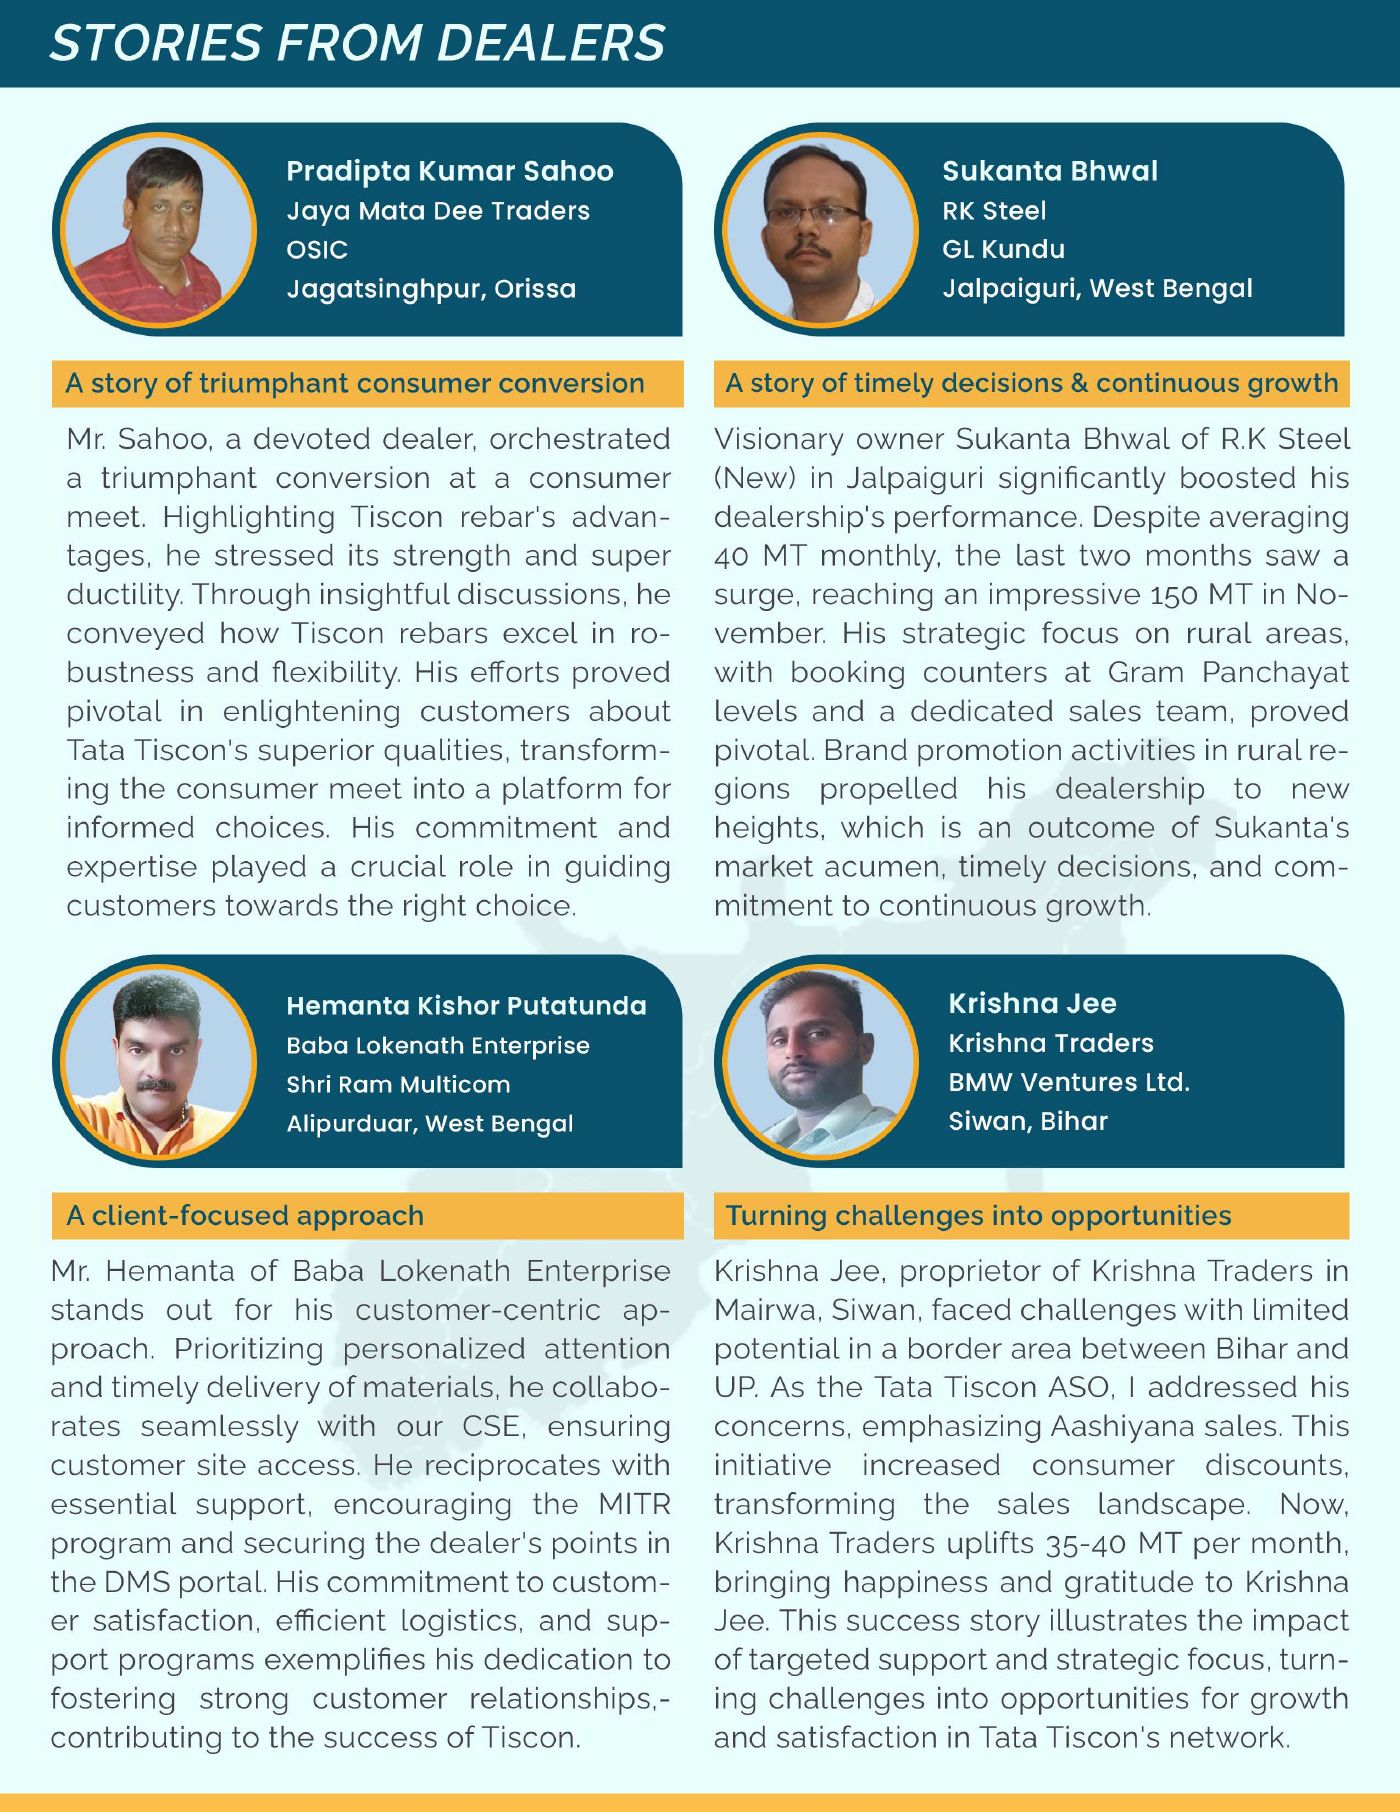 STORIES FROM DEALERS
Pradipta Kumar Sahoo
Jaya Mata Dee Traders
OSIC
Jagatsinghpur, Orissa
A story of triumphant consumer conversion
Mr. Sahoo, a devoted dealer, orchestrated
a triumphant conversion at a consumer
meet. Highlighting Tiscon rebar's advan-
tages, he stressed its strength and super
ductility. Through insightful discussions, he
conveyed how Tiscon rebars excel in ro-
bustness and flexibility. His efforts proved
pivotal in enlightening customers about
Tata Tiscon's superior qualities, transform-
ing the consumer meet into a platform for
informed choices. His commitment and
expertise played a crucial role in guiding
customers towards the right choice.
Sukanta Bhwal
RK Steel
GL Kundu
Jalpaiguri, West Bengal
A story of timely decisions & continuous growth
Visionary owner Sukanta Bhwal of R.K Steel
(New) in Jalpaiguri significantly boosted his
dealership's performance. Despite averaging
40 MT monthly, the last two months saw a
surge, reaching an impressive 150 MT in No-
vember. His strategic focus on rural areas,
with booking counters at Gram Panchayat
levels and a dedicated sales team, proved
pivotal. Brand promotion activities in rural re-
gions propelled his dealership to new
heights, which is an outcome of Sukanta's
market acumen, timely decisions, and com-
mitment to continuous growth.
Hemanta Kishor Putatunda
Baba Lokenath Enterprise
Shri Ram Multicom
Alipurduar, West Bengal
A client-focused approach
Mr. Hemanta of Baba Lokenath Enterprise
stands out for his customer-centric ap-
proach. Prioritizing personalized attention
and timely delivery of materials, he collabo-
rates seamlessly with our CSE, ensuring
customer site access. He reciprocates with
essential support, encouraging the MITR
program and securing the dealer's points in
the DMS portal. His commitment to custom-
er satisfaction, efficient logistics, and sup-
port programs exemplifies his dedication to
fostering strong customer relationships,-
contributing to the success of Tiscon.
Krishna Jee
Krishna Traders
BMW Ventures Ltd.
Siwan, Bihar
Turning challenges into opportunities
Krishna Jee, proprietor of Krishna Traders in
Mairwa, Siwan, faced challenges with limited
potential in a border area between Bihar and
UP. As the Tata Tiscon ASO, I addressed his
concerns, emphasizing Aashiyana sales. This
initiative increased consumer discounts,
transforming the sales landscape. Now,
Krishna Traders uplifts 35-40 MT per month,
bringing happiness and gratitude to Krishna
Jee. This success story illustrates the impact
of targeted support and strategic focus, turn-
ing challenges into opportunities for growth
and satisfaction in Tata Tiscon's network.